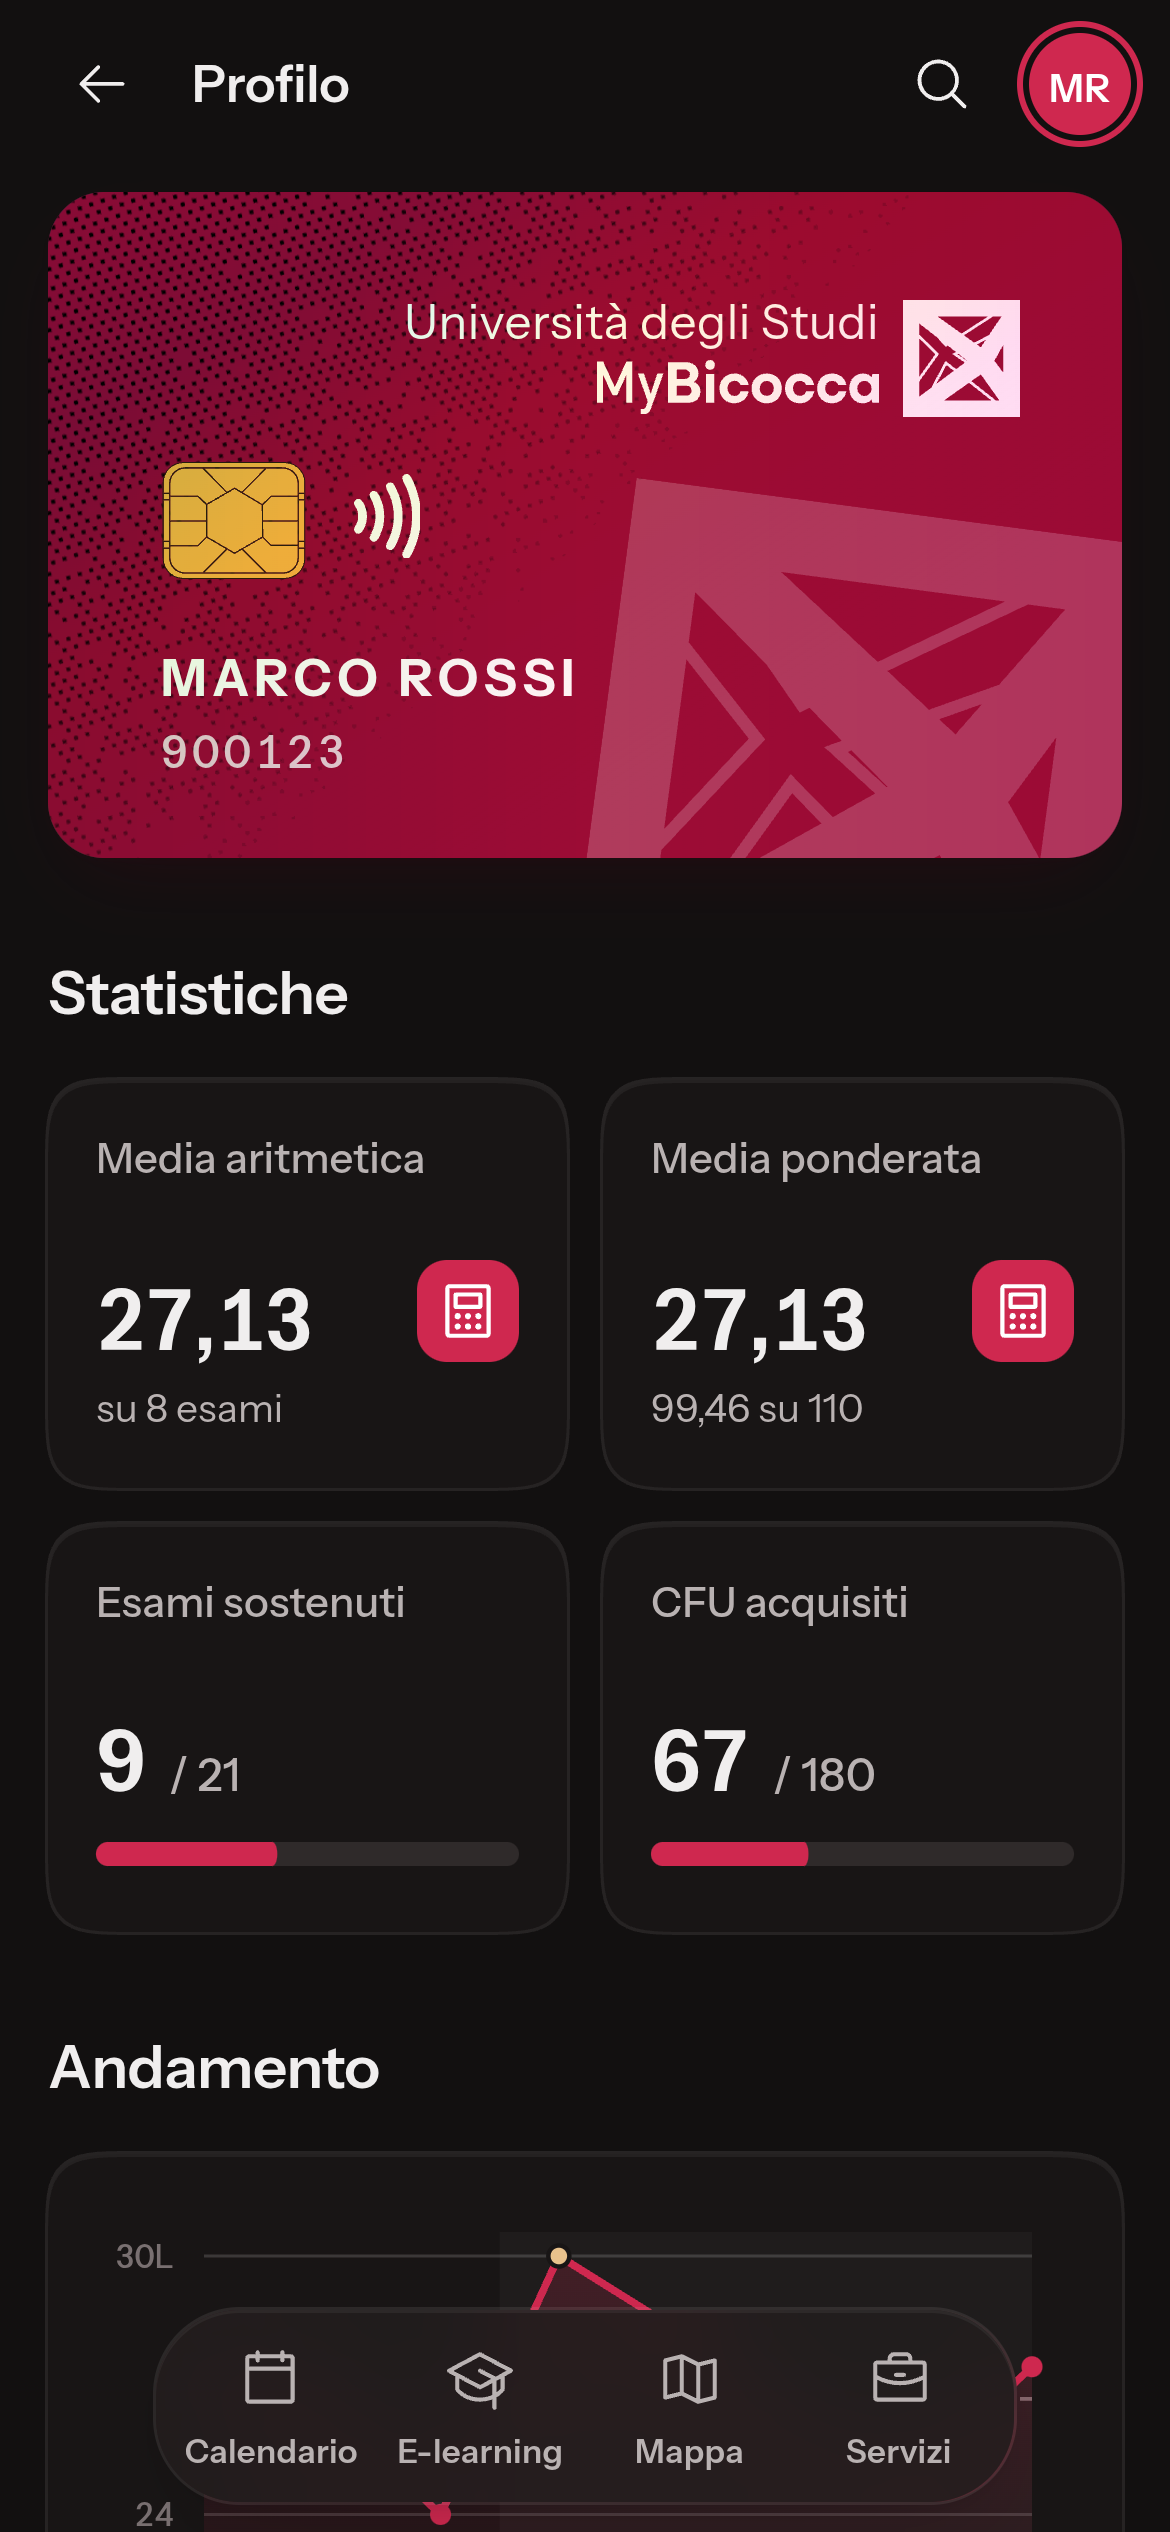 Profilo
MR
Università degli Studi
MyBicocca
MARCO ROSSI
900123
Statistiche
Media aritmetica
27,13
su 8 esami
Media ponderata
27,13
99,46 su 110
Esami sostenuti
9 / 21
CFU acquisiti
67 / 180
Andamento
30L
24
Calendario
E-learning
Mappa
Servizi